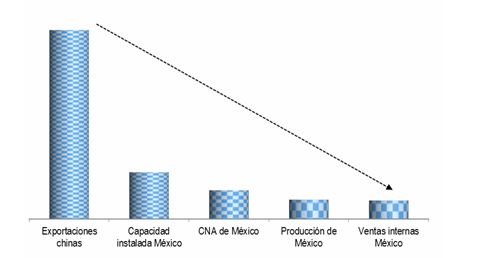 Exportaciones
chinas
Capacidad
instalada México
CNA de México
Producción de
México
Ventas internas
México